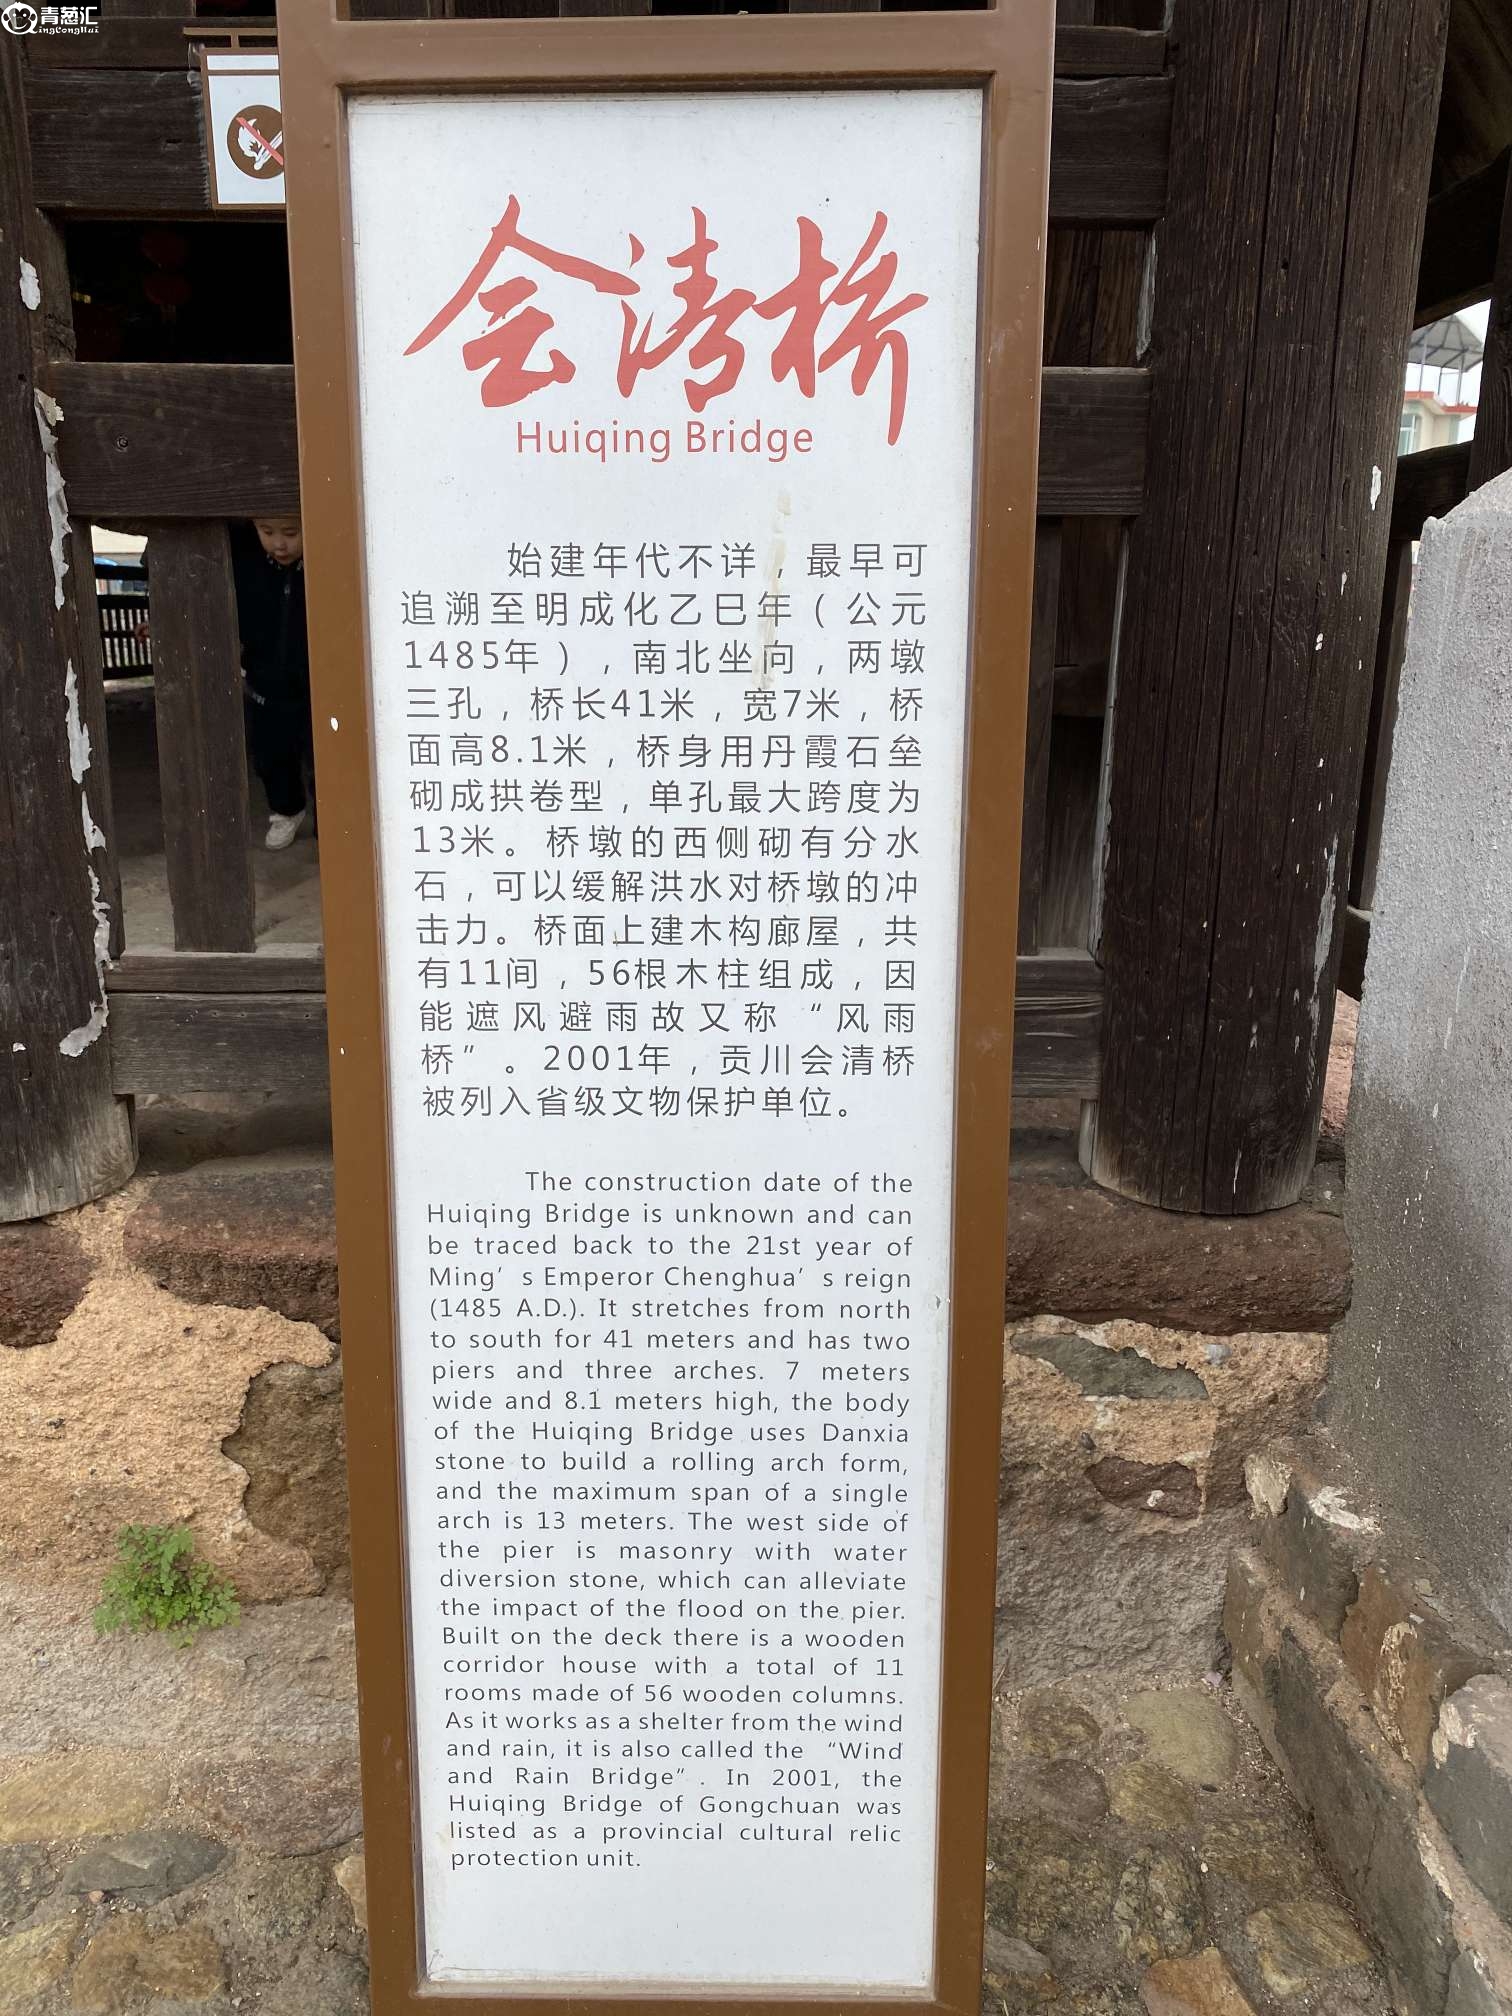 青葱汇
QingCongHui
会清桥
Huiqing Bridge
始建年代不详，最早可
追溯至明成化乙巳年（公元
1485年），南北坐向，两墩
三孔，桥长41米，宽7米，桥
面高8.1米，桥身用丹霞石垒
砌成拱卷型，单孔最大跨度为
13米。桥墩的西侧砌有分水
石，可以缓解洪水对桥墩的冲
击力。桥面上建木构廊屋，共
有11间，56根木柱组成，因
能遮风避雨故又称“风雨
桥”。2001年，贡川会清桥
被列入省级文物保护单位。
The construction date of the
Huiqing Bridge is unknown and can
be traced back to the 21st year of
Ming’s Emperor Chenghua’s reign
(1485 A.D.). It stretches from north
to south for 41 meters and has two
piers and three arches. 7 meters
wide and 8.1 meters high, the body
of the Huiqing Bridge uses Danxia
stone to build a rolling arch form,
and the maximum span of a single
arch is 13 meters. The west side of
the pier is masonry with water
diversion stone, which can alleviate
the impact of the flood on the pier.
Built on the deck there is a wooden
corridor house with a total of 11
rooms made of 56 wooden columns.
As it works as a shelter from the wind
and rain, it is also called the “Wind
and Rain Bridge”. In 2001, the
Huiqing Bridge of Gongchuan was
listed as a provincial cultural relic
protection unit.